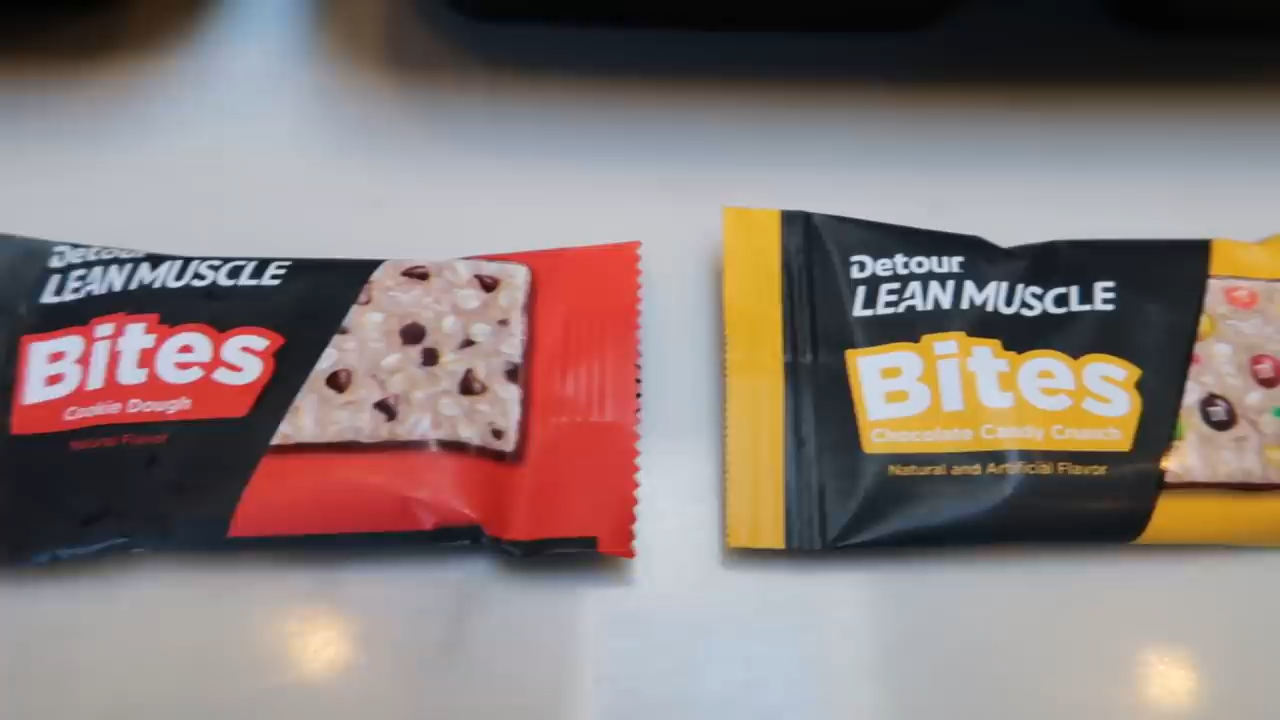 Detour
LEAN MUSCLE
Bites
Cookie Dough
Natural Flavor
Detour
LEAN MUSCLE
Bites
Chocolate Candy Crunch
Natural and Artificial Flavor